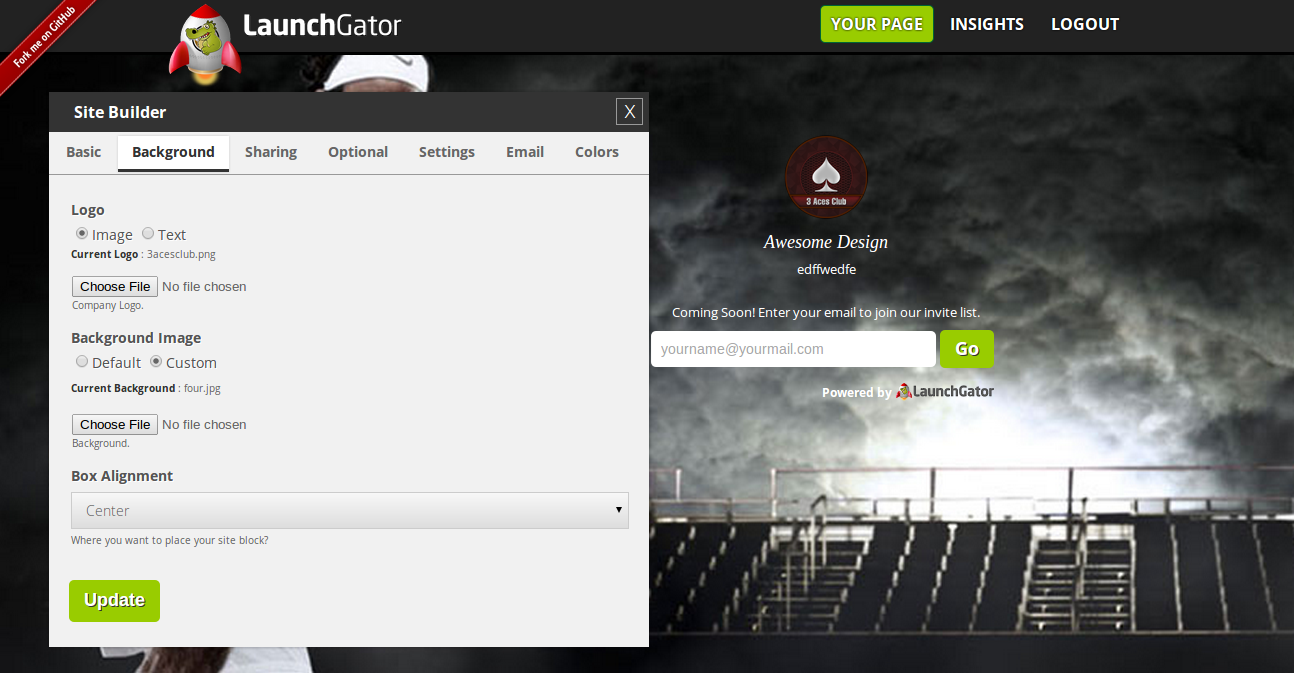 Fork me on GitHub
LaunchGator
YOUR PAGE INSIGHTS LOGOUT
Site Builder X
Basic Background Sharing Optional Settings Email Colors
Logo
Image Text
Current Logo : 3acesclub.png
Choose File No file chosen
Company Logo.
Background Image
Default Custom
Current Background : four.jpg
Choose File No file chosen
Background.
Box Alignment
Center
Where you want to place your site block?
Update
3 Aces Club
Awesome Design
edffwedfe
Coming Soon! Enter your email to join our invite list.
yourname@yourmail.com Go
Powered by LaunchGator